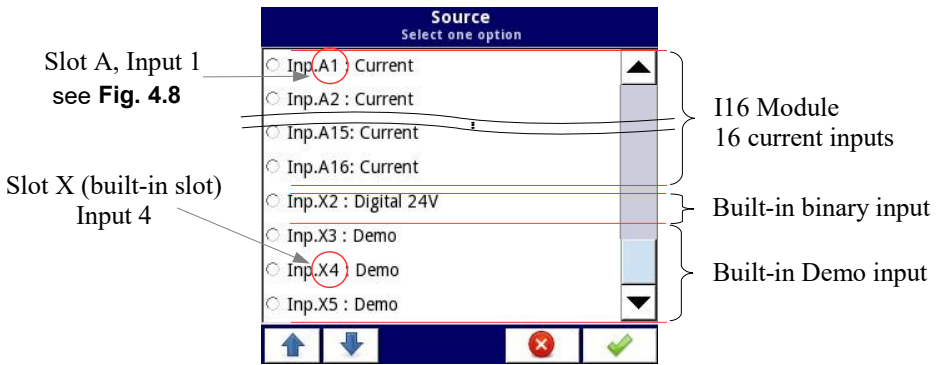 Source
Select one option
Slot A, Input 1
see Fig. 4.8
Inp.A1 : Current
Inp.A2 : Current
Inp.A15: Current
Inp.A16: Current
I16 Module
16 current inputs
Slot X (built-in slot)
Input 4
Inp.X2 : Digital 24V
Built-in binary input
Inp.X3 : Demo
Inp.X4 : Demo
Inp.X5 : Demo
Built-in Demo input